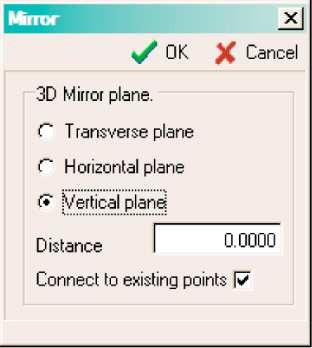 Mirror
OK Cancel
3D Mirror plane.
Transverse plane
Horizontal plane
Vertical plane
Distance 0.0000
Connect to existing points